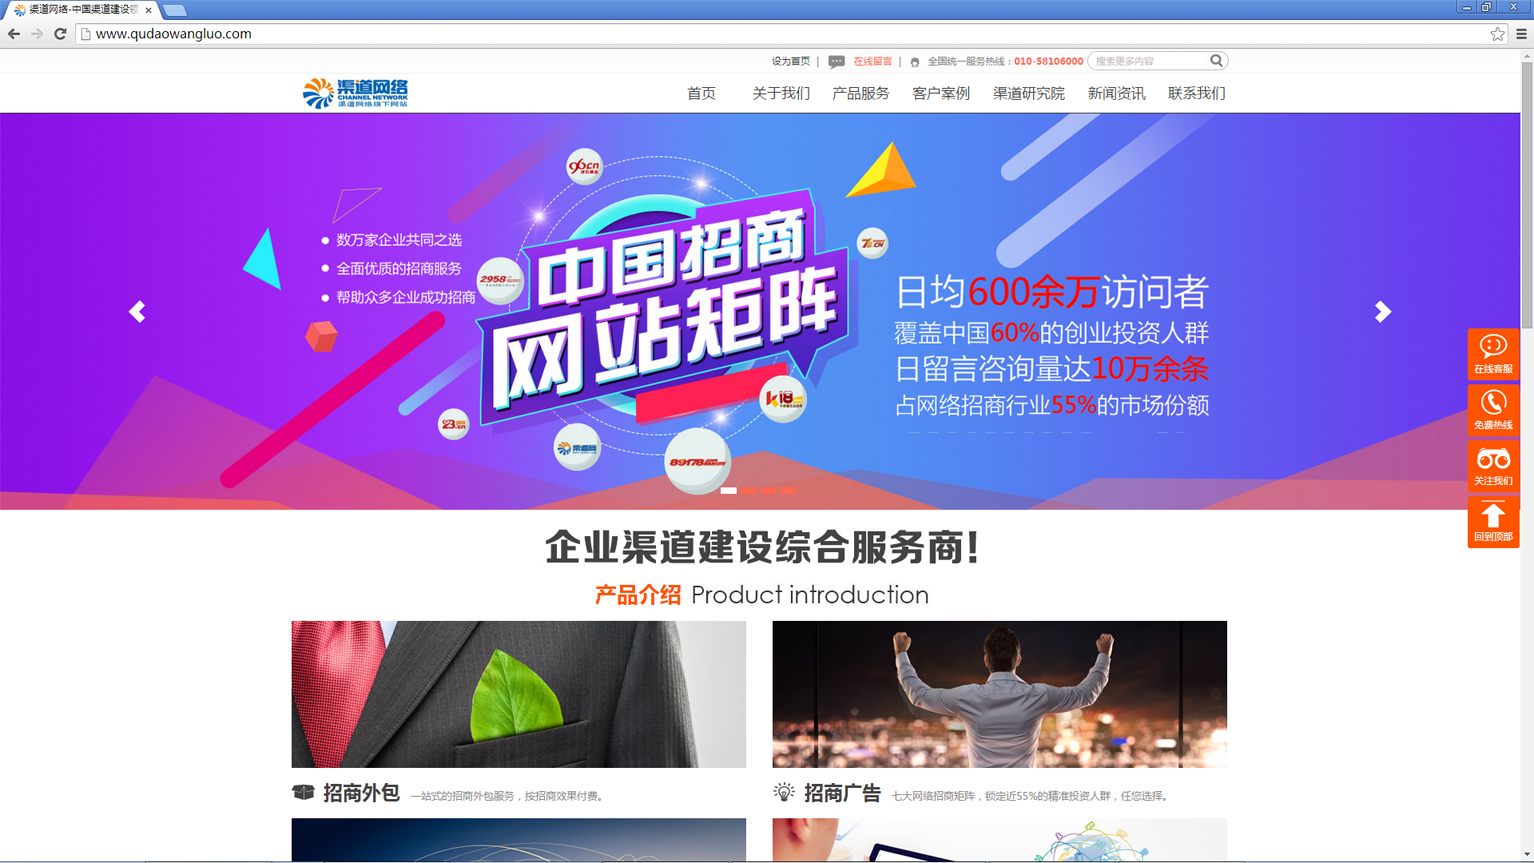 渠道网络-中国渠道建设领
www.qudaowangluo.com
设为首页 | 在线留言 | 全国统一服务热线：010-58106000 搜索更多内容
渠道网络
CHANNEL NETWORK
渠道网络旗下网站
首页 关于我们 产品服务 客户案例 渠道研究院 新闻资讯 联系我们
96.CN
数万家企业共同之选
全面优质的招商服务
帮助众多企业成功招商
2958
78.CN
中国招商
网站矩阵
日均600余万访问者
覆盖中国60%的创业投资人群
日留言咨询量达10万余条
占网络招商行业55%的市场份额
K18
23
渠道网
89178
在线客服
免费热线
关注我们
回到顶部
企业渠道建设综合服务商!
产品介绍 Product introduction
招商外包 一站式的招商外包服务，按招商效果付费。
招商广告 七大网络招商矩阵，锁定近55%的精准投资人群，任您选择。